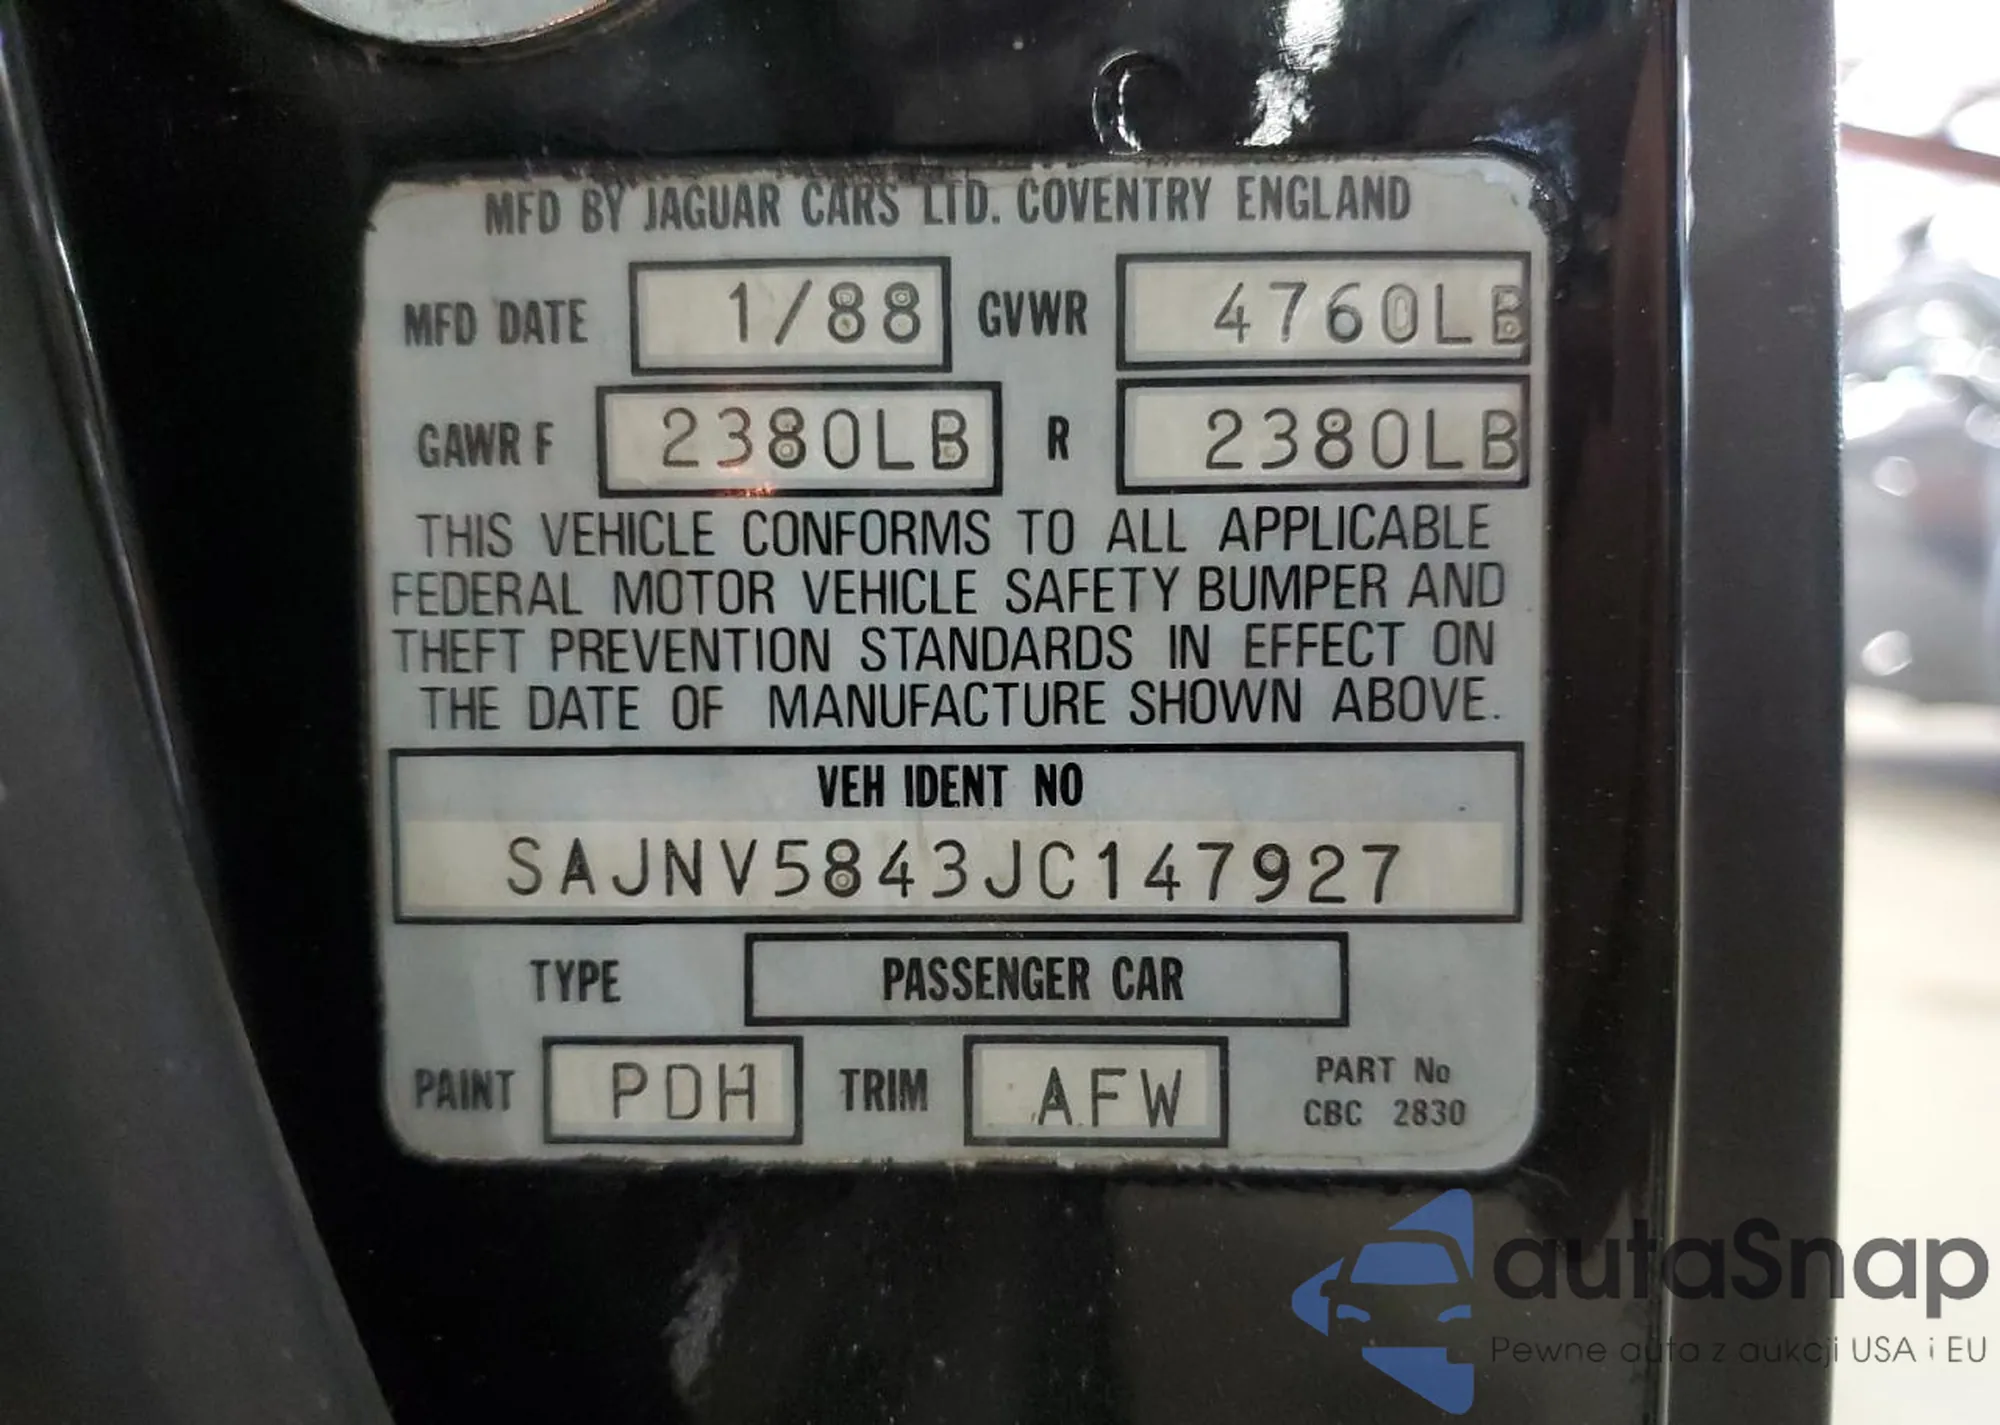 MFD BY JAGUAR CARS LTD. COVENTRY ENGLAND
MFD DATE 1/88 GVWR 4760LB
GAWR F 2380LB R 2380LB
THIS VEHICLE CONFORMS TO ALL APPLICABLE
FEDERAL MOTOR VEHICLE SAFETY BUMPER AND
THEFT PREVENTION STANDARDS IN EFFECT ON
THE DATE OF MANUFACTURE SHOWN ABOVE.
VEH IDENT NO
SAJNV5843JC147927
TYPE PASSENGER CAR
PAINT PDH TRIM AFW PART No
CBC 2830
autaSnap
Pewne auta z aukcji USA i EU